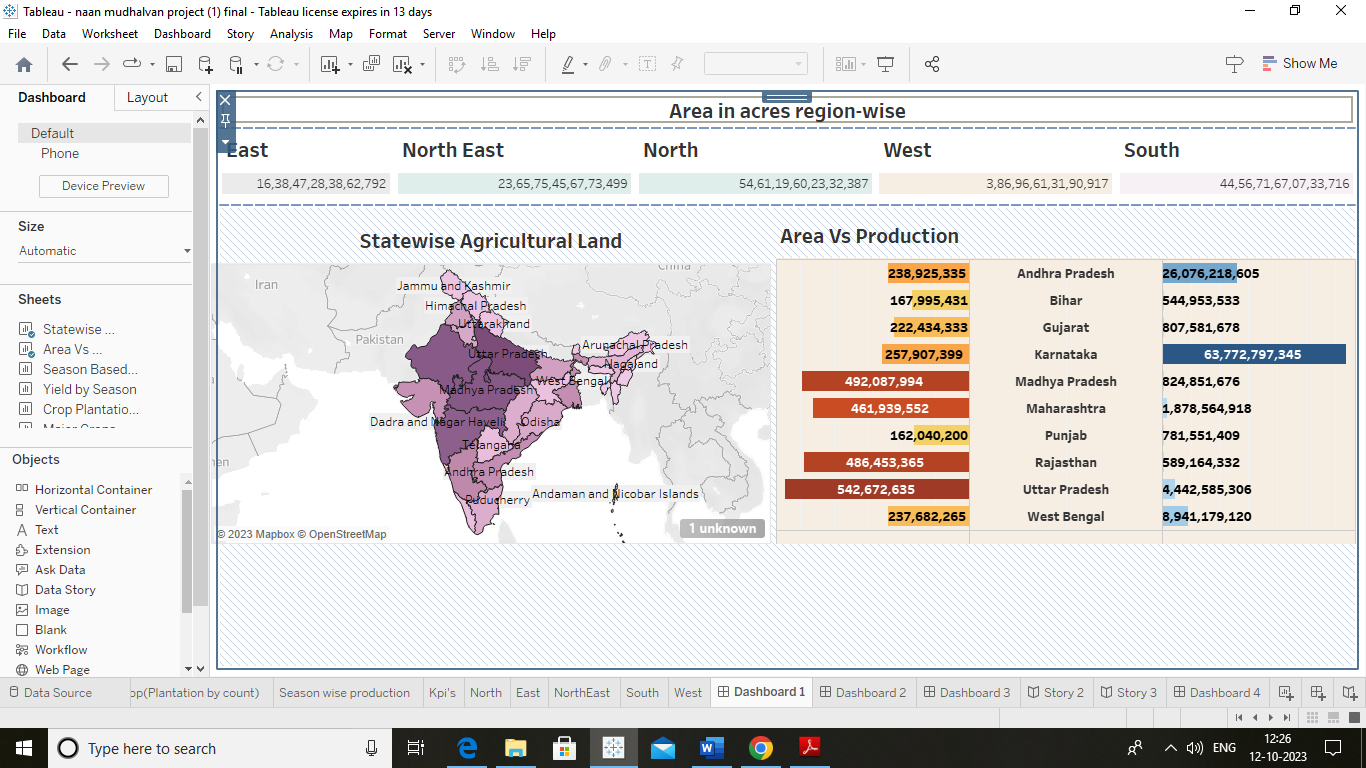 Tableau - naan mudhalvan project (1) final - Tableau license expires in 13 days
File Data Worksheet Dashboard Story Analysis Map Format Server Window Help
Show Me
Dashboard Layout
Default
Phone
Device Preview
Size
Automatic
Sheets
Statewise ...
Area Vs ...
Season Based...
Yield by Season
Crop Plantatio...
Objects
Horizontal Container
Vertical Container
Text
Extension
Ask Data
Data Story
Image
Blank
Workflow
Web Page
Area in acres region-wise
East North East North West South
16,38,47,28,38,62,792 23,65,75,45,67,73,499 54,61,19,60,23,32,387 3,86,96,61,31,90,917 44,56,71,67,07,33,716
Statewise Agricultural Land
Iran
China
Pakistan
Jammu and Kashmir
Himachal Pradesh
Uttarakhand
Arunachal Pradesh
Uttar Pradesh
Nagaland
West Bengal
Madhya Pradesh
Dadra and Nagar Haveli
Odisha
Telangana
Andhra Pradesh
Andaman and Nicobar Islands
Puducherry
1 unknown
© 2023 Mapbox © OpenStreetMap
Area Vs Production
238,925,335 Andhra Pradesh 26,076,218,605
167,995,431 Bihar 544,953,533
222,434,333 Gujarat 807,581,678
257,907,399 Karnataka 63,772,797,345
492,087,994 Madhya Pradesh 824,851,676
461,939,552 Maharashtra 1,878,564,918
162,040,200 Punjab 781,551,409
486,453,365 Rajasthan 589,164,332
542,672,635 Uttar Pradesh 4,442,585,306
237,682,265 West Bengal 8,941,179,120
Data Source op(Plantation by count) Season wise production Kpi's North East NorthEast South West Dashboard 1 Dashboard 2 Dashboard 3 Story 2 Story 3 Dashboard 4
Type here to search
ENG
12:26
12-10-2023